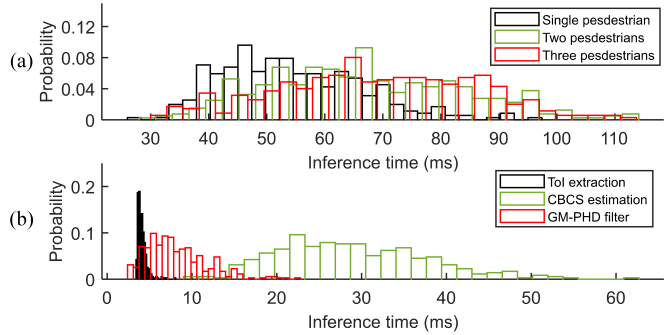 (a)
Probability
0.12
0.08
0.04
0
Single pesdestrian
Two pesdestrians
Three pesdestrians
30 40 50 60 70 80 90 100 110
Inference time (ms)
(b)
Probability
0.2
0.1
0
ToI extraction
CBCS estimation
GM-PHD filter
0 10 20 30 40 50 60
Inference time (ms)